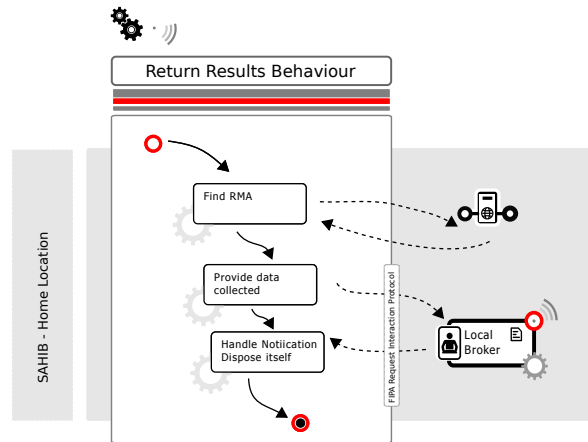 Return Results Behaviour
SAHIB - Home Location
Find RMA
Provide data
collected
Handle Notiication
Dispose itself
FIPA Request Interaction Protocol
Local
Broker